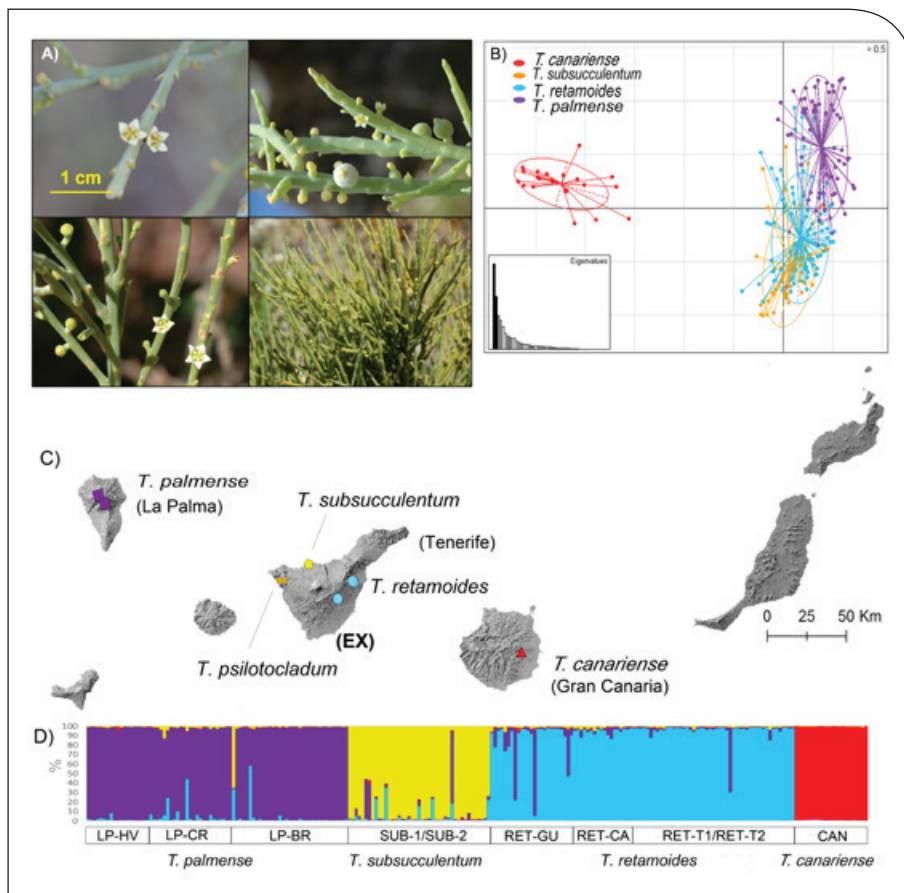 A)
1 cm
B)
T. canariense
T. subsucculentum
T. retamoides
T. palmense
= 0.5
Eigenvalues
C)
T. palmense
(La Palma)
T. subsucculentum
(Tenerife)
T. retamoides
(EX)
T. psilotocladum
T. canariense
(Gran Canaria)
0 25 50 Km
D)
%
100
90
80
70
60
50
40
30
20
10
0
LP-HV LP-CR LP-BR SUB-1/SUB-2 RET-GU RET-CA RET-T1/RET-T2 CAN
T. palmense T. subsucculentum T. retamoides T. canariense